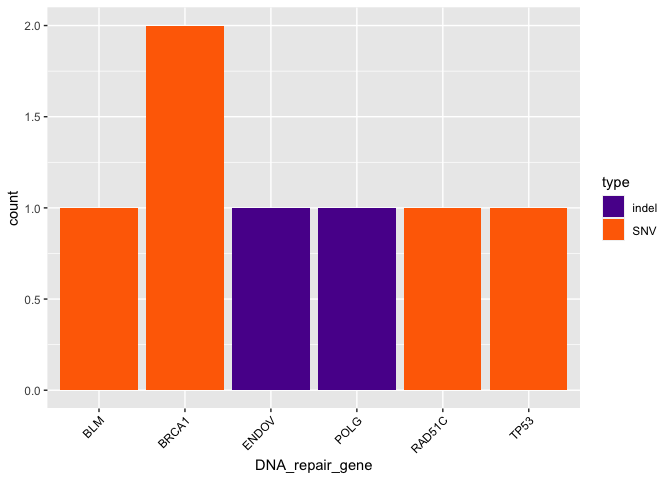 2.0
1.5
1.0
0.5
0.0
count
BLM
BRCA1
ENDOV
POLG
RAD51C
TP53
DNA_repair_gene
type
indel
SNV